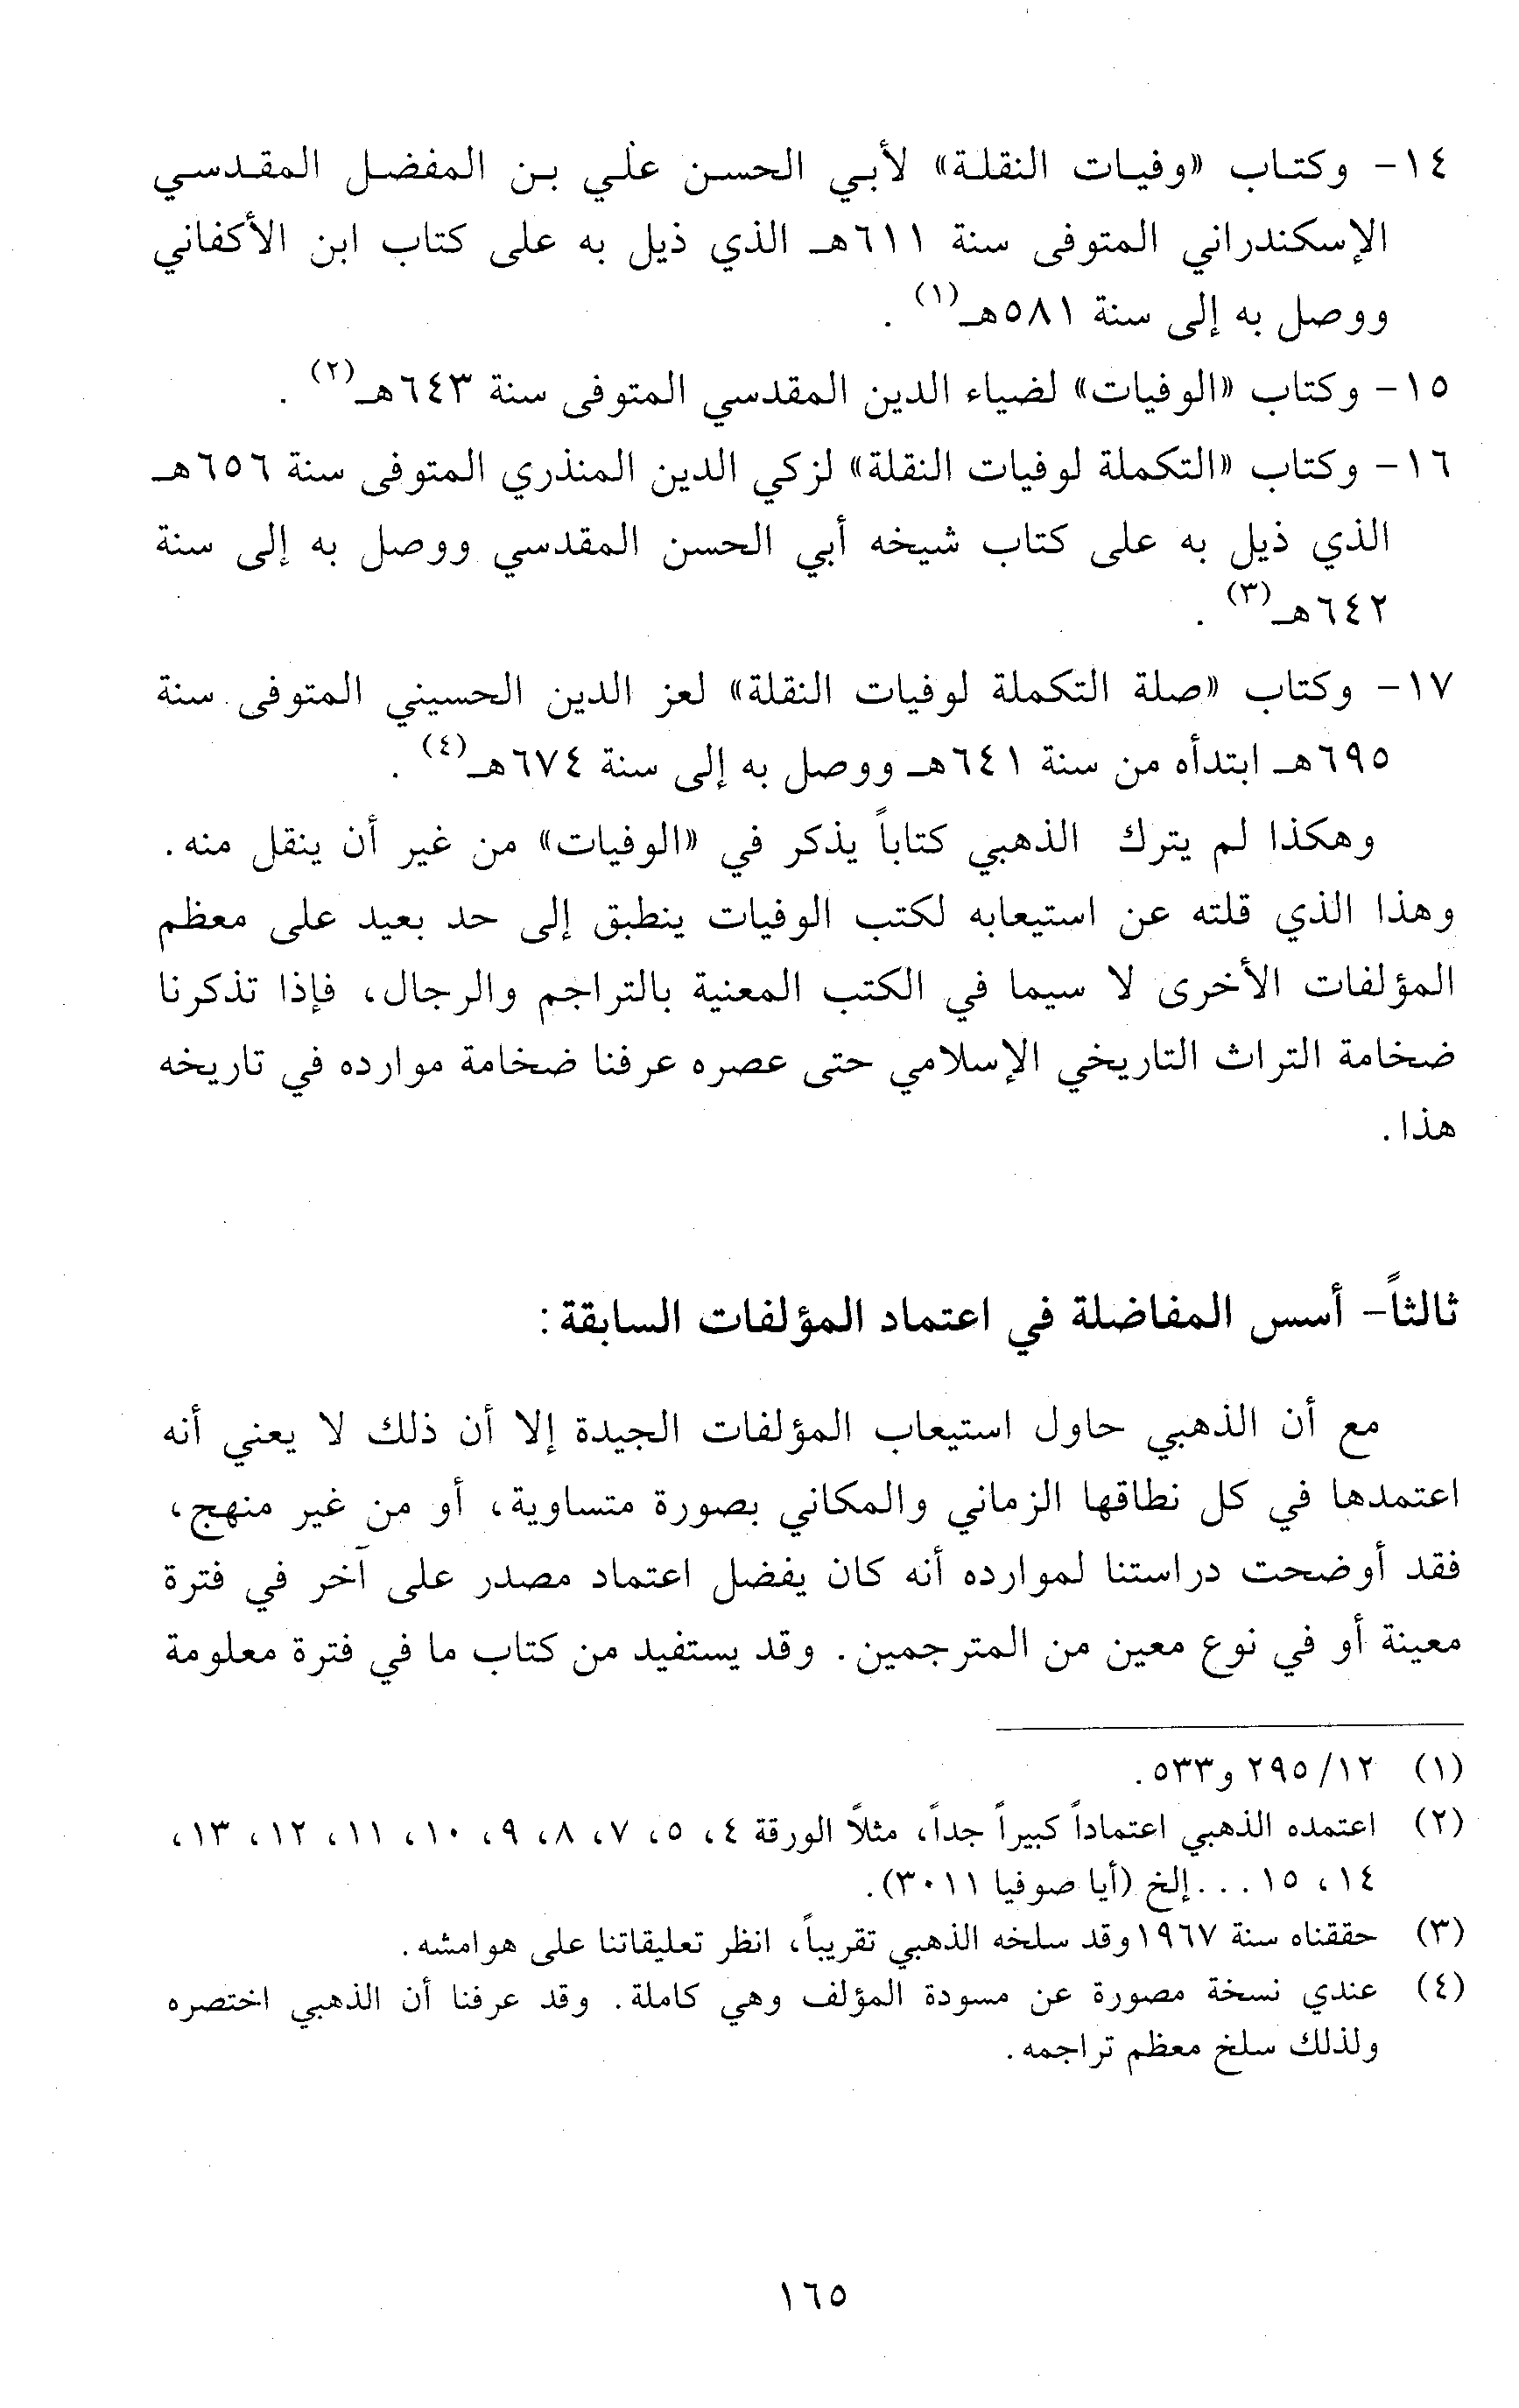 ١٤- وكتاب «وفيات النقلة» لأبي الحسن علي بن المفضل المقدسي
الإسكندراني المتوفى سنة ٦١١هـ الذي ذيل به على كتاب ابن الأكفاني
ووصل به إلى سنة ٥٨١هـ(١) .
١٥- وكتاب «الوفيات» لضياء الدين المقدسي المتوفى سنة ٦٤٣هـ(٢) .
١٦- وكتاب «التكملة لوفيات النقلة» لزكي الدين المنذري المتوفى سنة ٦٥٦هـ
الذي ذيل به على كتاب شيخه أبي الحسن المقدسي ووصل به إلى سنة
٦٤٢هـ(٣) .
١٧- وكتاب «صلة التكملة لوفيات النقلة» لعز الدين الحسيني المتوفى سنة
٦٩٥هـ ابتدأه من سنة ٦٤١هـ ووصل به إلى سنة ٦٧٤هـ(٤) .
وهكذا لم يترك الذهبي كتاباً يذكر في «الوفيات» من غير أن ينقل منه.
وهذا الذي قلته عن استيعابه لكتب الوفيات ينطبق إلى حد بعيد على معظم
المؤلفات الأخرى لا سيما في الكتب المعنية بالتراجم والرجال، فإذا تذكرنا
ضخامة التراث التاريخي الإسلامي حتى عصره عرفنا ضخامة موارده في تاريخه
هذا.
ثالثاً- أسس المفاضلة في اعتماد المؤلفات السابقة:
مع أن الذهبي حاول استيعاب المؤلفات الجيدة إلا أن ذلك لا يعني أنه
اعتمدها في كل نطاقها الزماني والمكاني بصورة متساوية، أو من غير منهج،
فقد أوضحت دراستنا لموارده أنه كان يفضل اعتماد مصدر على آخر في فترة
معينة أو في نوع معين من المترجمين. وقد يستفيد من كتاب ما في فترة معلومة
(١) ١٢/ ٢٩٥ و٥٣٣.
(٢) اعتمده الذهبي اعتماداً كبيراً جداً، مثلاً الورقة ٤، ٥، ٧، ٨، ٩، ١٠، ١١، ١٢، ١٣،
١٤، ١٥...إلخ (أيا صوفيا ٣٠١١).
(٣) حققناه سنة ١٩٦٧ وقد سلخه الذهبي تقريباً، انظر تعليقاتنا على هوامشه.
(٤) عندي نسخة مصورة عن مسودة المؤلف وهي كاملة. وقد عرفنا أن الذهبي اختصره
ولذلك سلخ معظم تراجمه.
١٦٥